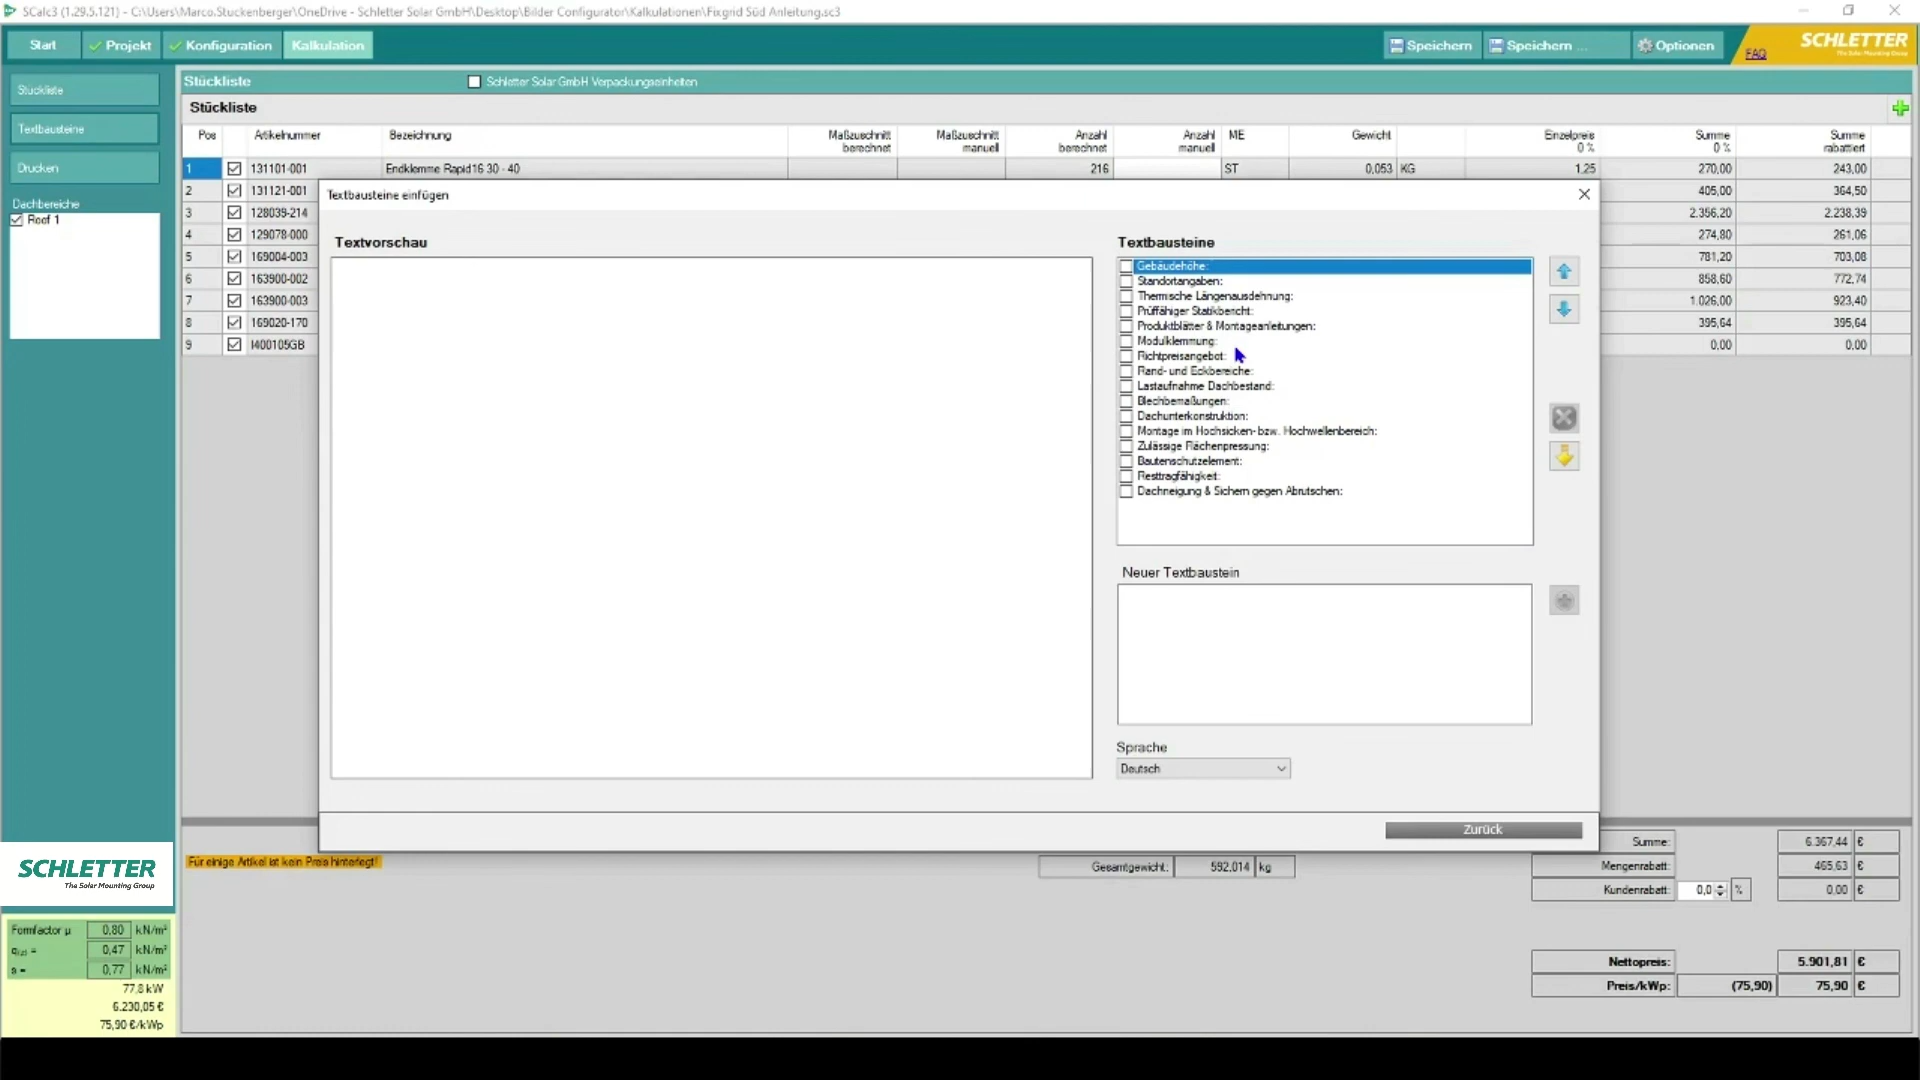 SCalc3 (1.29.5.121) - C:\Users\Marco.Stuckenberger\OneDrive - Schletter Solar GmbH\Desktop\Bilder Configurator\Kalkulationen\Fixgrid Süd Anleitung.sc3
Start Projekt Konfiguration Kalkulation Speichern Speichern ... Optionen FAQ SCHLETTER
The Solar Mounting Group
Stückliste
Textbausteine
Drucken
Dachbereiche
Roof 1
Stückliste Schletter Solar GmbH Verpackungseinheiten
Stückliste
Pos Artikelnummer Bezeichnung Maßzuschnitt berechnet Maßzuschnitt manuell Anzahl berechnet Anzahl manuell ME Gewicht Einzelpreis 0 % Summe 0 % Summe rabattiert
1 131101-001 Endklemme Rapid16 30 - 40 216 ST 0,053 KG 1,25 270,00 243,00
2 131121-001 405,00 364,50
3 128039-214 2.356,20 2.238,39
4 129078-000 274,80 261,06
5 169004-003 781,20 703,08
6 163900-002 858,60 772,74
7 163900-003 1.026,00 923,40
8 169020-170 395,64 395,64
9 I400105GB 0,00 0,00
Textbausteine einfügen
Textvorschau
Textbausteine
Gebäudehöhe:
Standortangaben:
Thermische Längenausdehnung:
Prüffähiger Statikbericht:
Produktblätter & Montageanleitungen:
Modulklemmung:
Richtpreisangebot:
Rand- und Eckbereiche:
Lastaufnahme Dachbestand:
Blechbemaßungen:
Dachunterkonstruktion:
Montage im Hochsicken- bzw. Hochwellenbereich:
Zulässige Flächenpressung:
Bautenschutzelement:
Resttragfähigkeit:
Dachneigung & Sichern gegen Abrutschen:
Neuer Textbaustein
Sprache
Deutsch
Zurück
Für einige Artikel ist kein Preis hinterlegt!
Gesamtgewicht: 592,014 kg
Summe: 6.367,44 €
Mengenrabatt: 465,63 €
Kundenrabatt: 0,0 % 0,00 €
Nettopreis: 5.901,81 €
Preis/kWp: (75,90) 75,90 €
SCHLETTER
The Solar Mounting Group
Formfactor µ 0,80 kN/m²
0,47 kN/m²
s = 0,77 kN/m²
77,8 kW
6.230,05 €
75,90 €/kWp